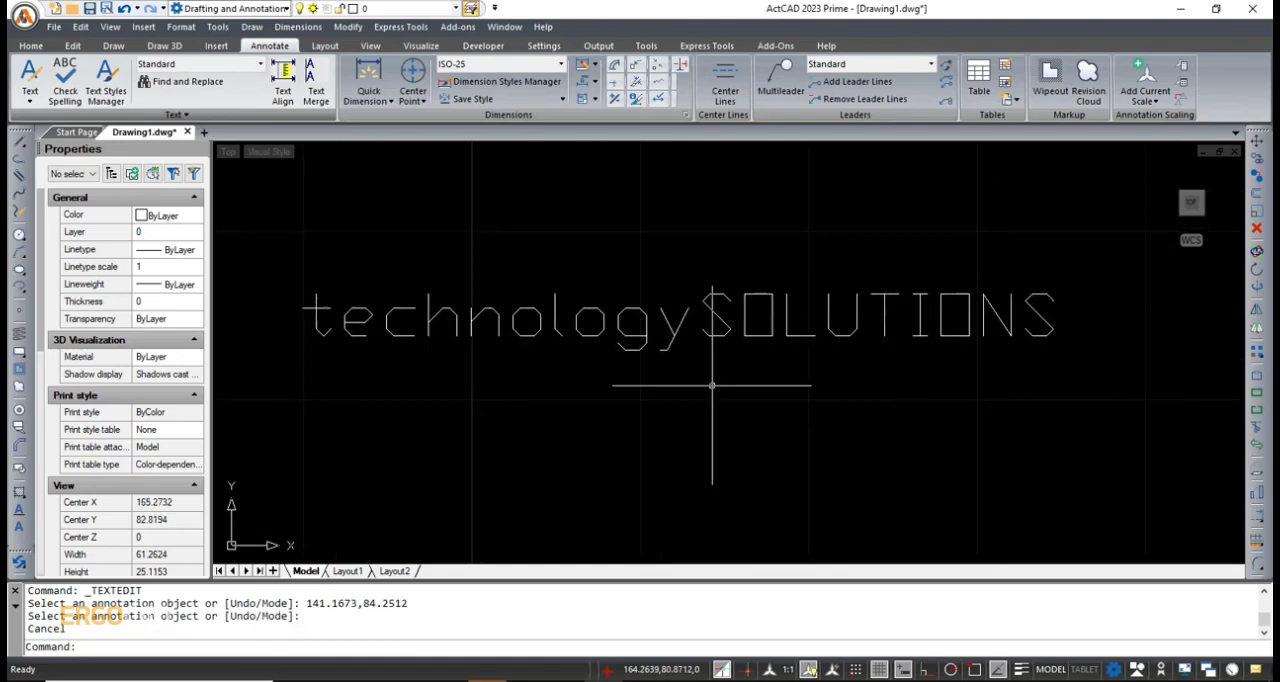 Drafting and Annotation
0
ActCAD 2023 Prime - [Drawing1.dwg*]
File Edit View Insert Format Tools Draw Dimensions Modify Express Tools Add-ons Window Help
Home Edit Draw Draw 3D Insert Annotate Layout View Visualize Developer Settings Output Tools Express Tools Add-Ons Help
Text
ABC
Check Spelling
Text Styles Manager
Standard
Find and Replace
Text Align
Text Merge
Text
Quick Dimension
Center Point
ISO-25
Dimension Styles Manager
Save Style
Dimensions
Center Lines
Center Lines
Multileader
Standard
Add Leader Lines
Remove Leader Lines
Leaders
Table
Tables
Wipeout
Revision Cloud
Markup
Add Current Scale
Annotation Scaling
Start Page Drawing1.dwg*
Properties
No selec
General
Color ByLayer
Layer 0
Linetype ByLayer
Linetype scale 1
Lineweight ByLayer
Thickness 0
Transparency ByLayer
3D Visualization
Material ByLayer
Shadow display Shadows cast ...
Print style
Print style ByColor
Print style table None
Print table attac... Model
Print table type Color-dependen...
View
Center X 165.2732
Center Y 82.8194
Center Z 0
Width 61.2624
Height 25.1153
Top Visual Style
TOP
WCS
technologySOLUTIONS
Y
X
Model Layout1 Layout2
Command: _TEXTEDIT
Select an annotation object or [Undo/Mode]: 141.1673,84.2512
Select an annotation object or [Undo/Mode]:
Cancel
ERGO
Command:
Ready
164.2639,80.8712,0
1:1
MODEL TABLET